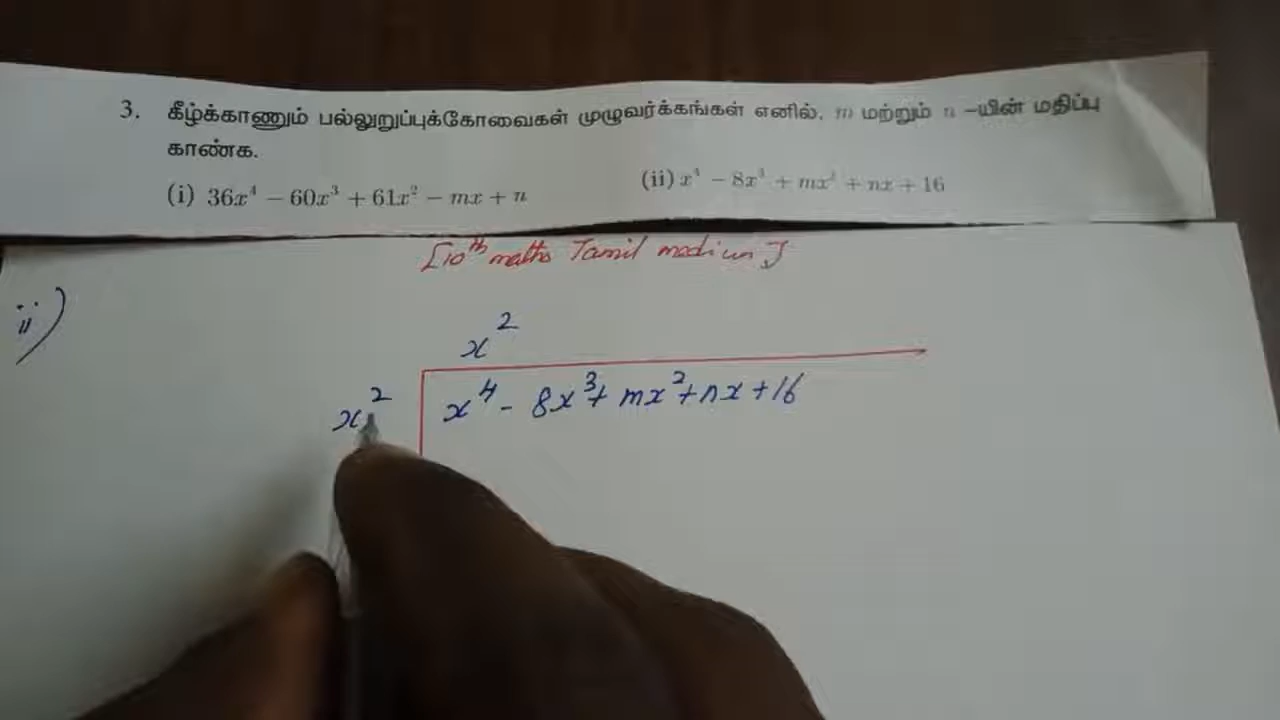 3. கீழ்க்காணும் பல்லுறுப்புக்கோவைகள் முழுவர்க்கங்கள் எனில், m மற்றும் n –யின் மதிப்பு
காண்க.
(i) 36x⁴ − 60x³ + 61x² − mx + n (ii) x⁴ − 8x³ + mx² + nx + 16
[10th maths Tamil medium]
ii)
x²
x² x⁴ - 8x³ + mx² + nx + 16